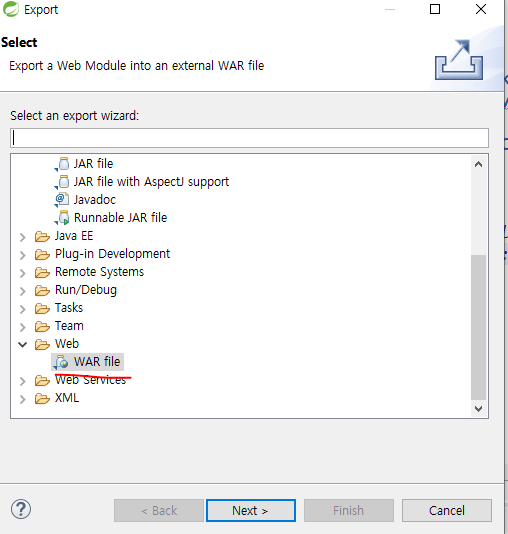 Export
Select
Export a Web Module into an external WAR file
Select an export wizard:
JAR file
JAR file with AspectJ support
Javadoc
Runnable JAR file
Java EE
Plug-in Development
Remote Systems
Run/Debug
Tasks
Team
Web
WAR file
Web Services
XML
?
< Back
Next >
Finish
Cancel